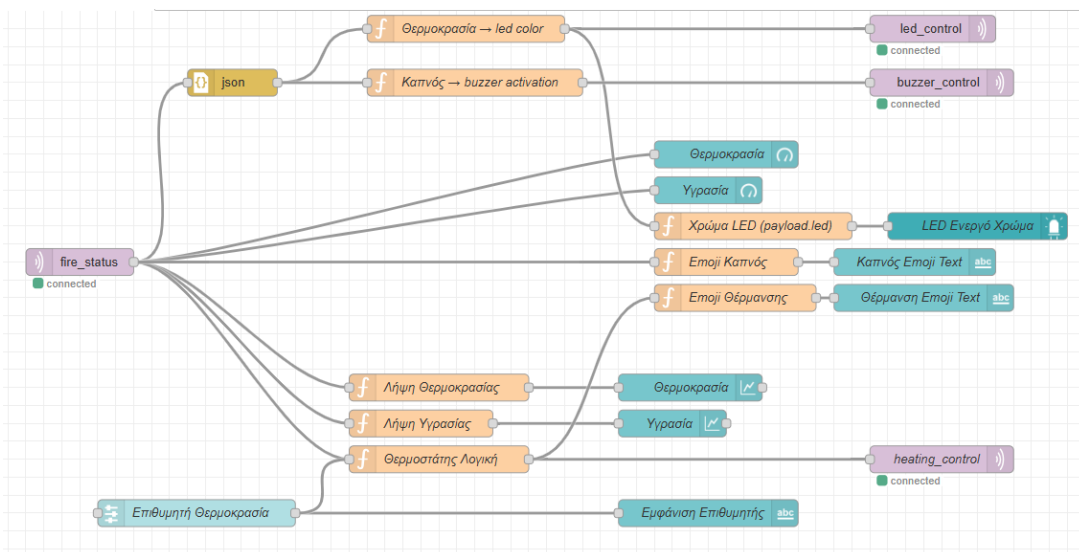 Θερμοκρασία → led color
led_control
connected
json
Καπνός → buzzer activation
buzzer_control
connected
Θερμοκρασία
Υγρασία
Χρώμα LED (payload.led)
LED Ενεργό Χρώμα
fire_status
connected
Emoji Καπνός
Καπνός Emoji Text
abc
Emoji Θέρμανσης
Θέρμανση Emoji Text
abc
Λήψη Θερμοκρασίας
Θερμοκρασία
Λήψη Υγρασίας
Υγρασία
Θερμοστάτης Λογική
heating_control
connected
Επιθυμητή Θερμοκρασία
Εμφάνιση Επιθυμητής
abc